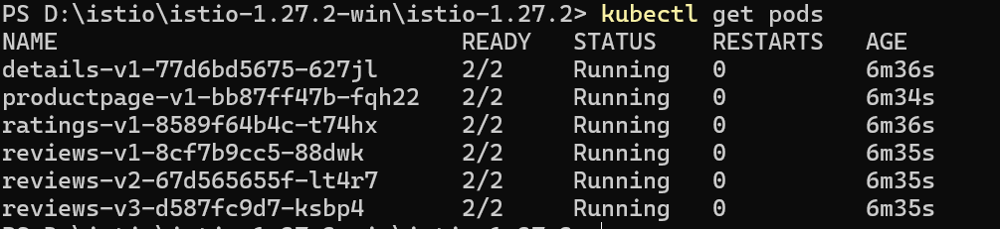 PS D:\istio\istio-1.27.2-win\istio-1.27.2> kubectl get pods
NAME READY STATUS RESTARTS AGE
details-v1-77d6bd5675-627jl 2/2 Running 0 6m36s
productpage-v1-bb87ff47b-fqh22 2/2 Running 0 6m34s
ratings-v1-8589f64b4c-t74hx 2/2 Running 0 6m36s
reviews-v1-8cf7b9cc5-88dwk 2/2 Running 0 6m35s
reviews-v2-67d565655f-lt4r7 2/2 Running 0 6m35s
reviews-v3-d587fc9d7-ksbp4 2/2 Running 0 6m35s
PS D:\istio\istio-1.27.2-win\istio-1.27.2>